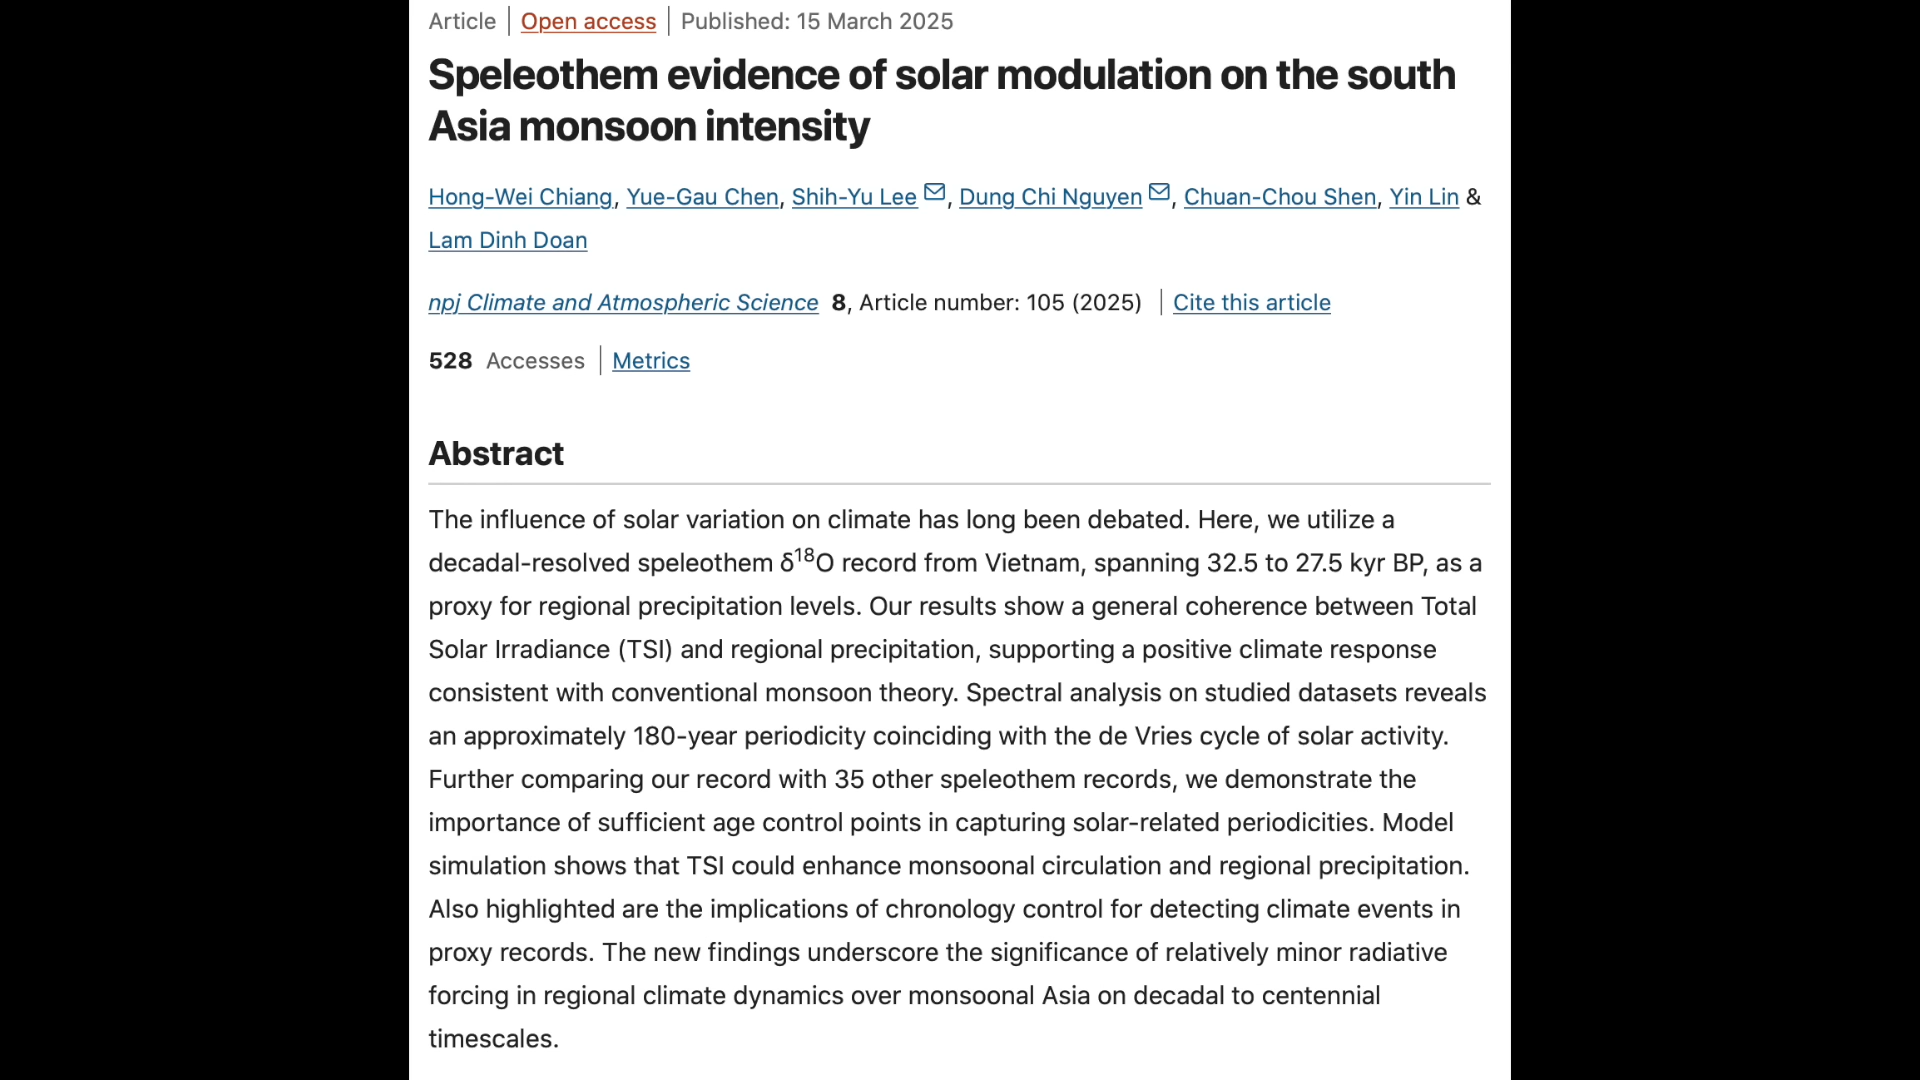 Article | Open access | Published: 15 March 2025
Speleothem evidence of solar modulation on the south
Asia monsoon intensity
Hong-Wei Chiang, Yue-Gau Chen, Shih-Yu Lee, Dung Chi Nguyen, Chuan-Chou Shen, Yin Lin &
Lam Dinh Doan
npj Climate and Atmospheric Science 8, Article number: 105 (2025) | Cite this article
528 Accesses | Metrics
Abstract
The influence of solar variation on climate has long been debated. Here, we utilize a
decadal-resolved speleothem δ¹⁸O record from Vietnam, spanning 32.5 to 27.5 kyr BP, as a
proxy for regional precipitation levels. Our results show a general coherence between Total
Solar Irradiance (TSI) and regional precipitation, supporting a positive climate response
consistent with conventional monsoon theory. Spectral analysis on studied datasets reveals
an approximately 180-year periodicity coinciding with the de Vries cycle of solar activity.
Further comparing our record with 35 other speleothem records, we demonstrate the
importance of sufficient age control points in capturing solar-related periodicities. Model
simulation shows that TSI could enhance monsoonal circulation and regional precipitation.
Also highlighted are the implications of chronology control for detecting climate events in
proxy records. The new findings underscore the significance of relatively minor radiative
forcing in regional climate dynamics over monsoonal Asia on decadal to centennial
timescales.